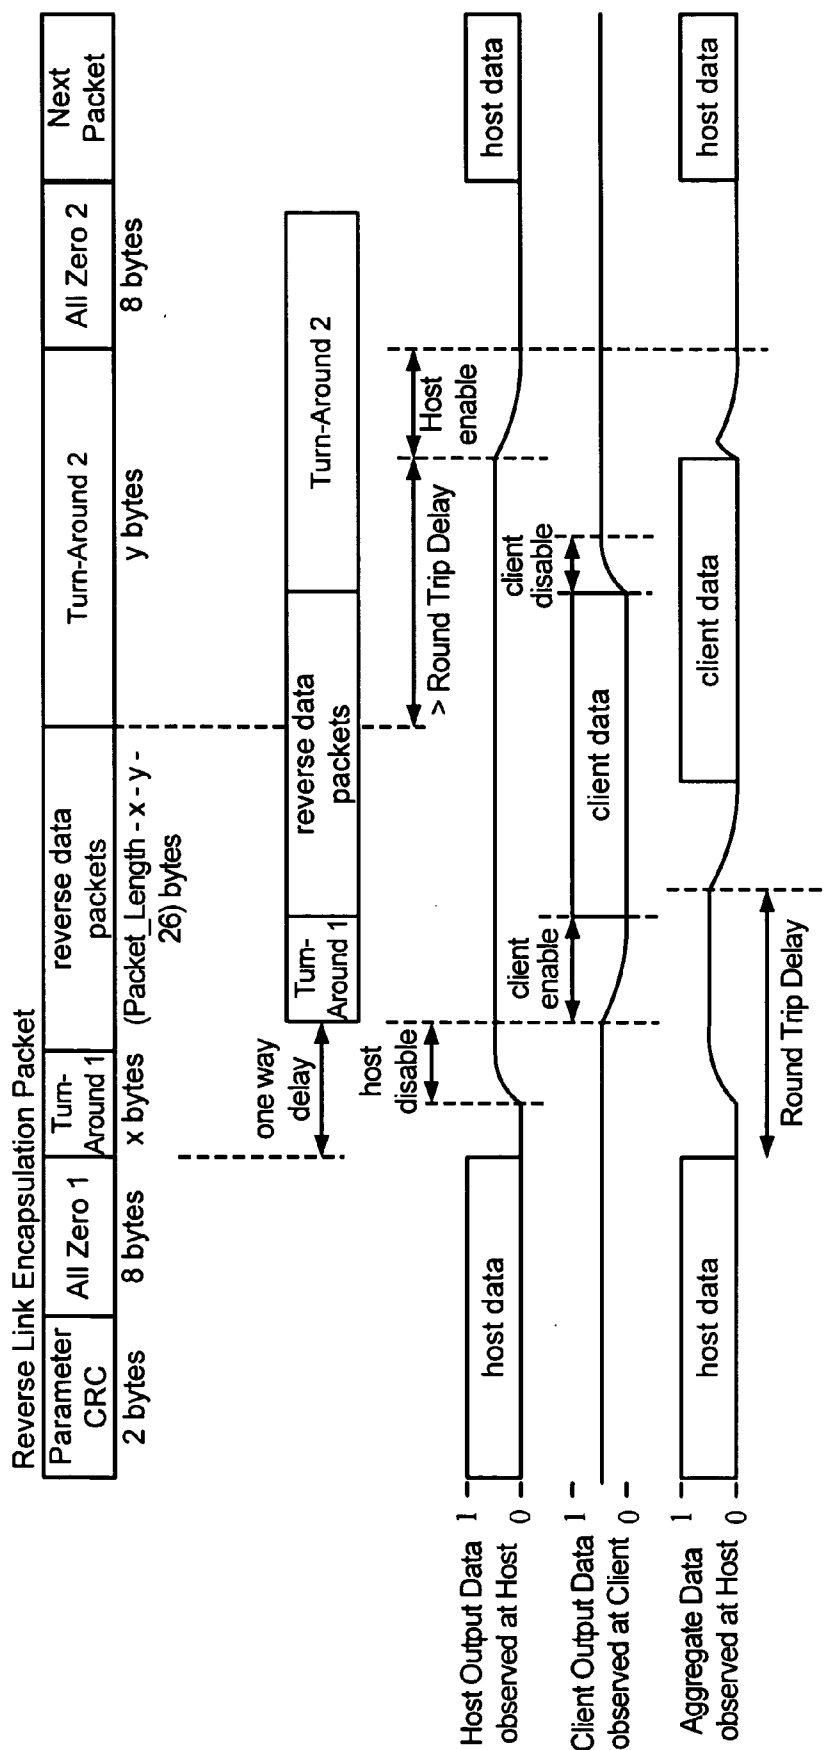 Reverse Link Encapsulation Packet
Parameter
CRC
All Zero 1
Turn-
Around 1
reverse data
packets
Turn-Around 2
All Zero 2
Next
Packet
2 bytes
8 bytes
x bytes
(Packet_Length - x - y -
26) bytes
y bytes
8 bytes
one way
delay
Turn-
Around 1
reverse data
packets
Turn-Around 2
host
disable
> Round Trip Delay
Host
enable
Host Output Data
observed at Host
1
0
host data
host data
client
enable
client
disable
Client Output Data
observed at Client
1
0
client data
Aggregate Data
observed at Host
1
0
host data
client data
host data
Round Trip Delay